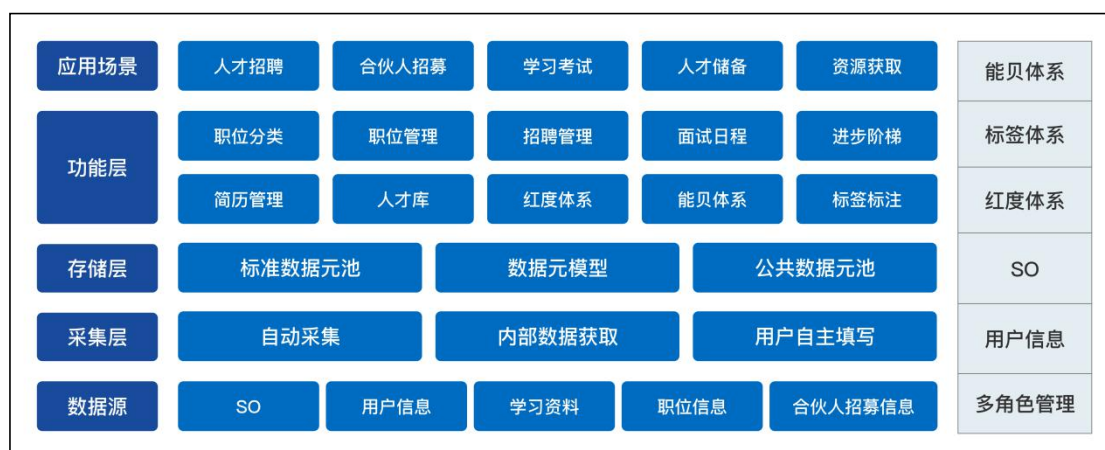 应用场景 人才招聘 合伙人招募 学习考试 人才储备 资源获取 能贝体系
功能层 职位分类 职位管理 招聘管理 面试日程 进步阶梯 标签体系
简历管理 人才库 红度体系 能贝体系 标签标注 红度体系
存储层 标准数据元池 数据元模型 公共数据元池 SO
采集层 自动采集 内部数据获取 用户自主填写 用户信息
数据源 SO 用户信息 学习资料 职位信息 合伙人招募信息 多角色管理